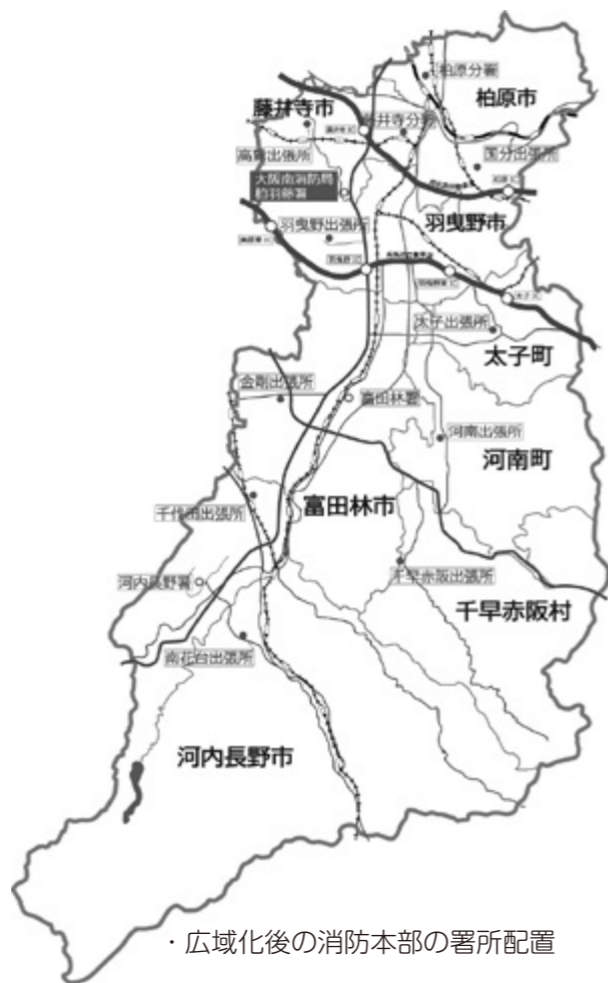 柏原分署
柏原市
藤井寺市
藤井寺分署
高鷲出張所
国分出張所
大阪南消防局
柏羽藤署
羽曳野市
羽曳野出張所
太子出張所
太子町
金剛出張所
富田林署
河南出張所
河南町
富田林市
千代田出張所
千早赤阪出張所
河内長野署
千早赤阪村
南花台出張所
河内長野市
・広域化後の消防本部の署所配置